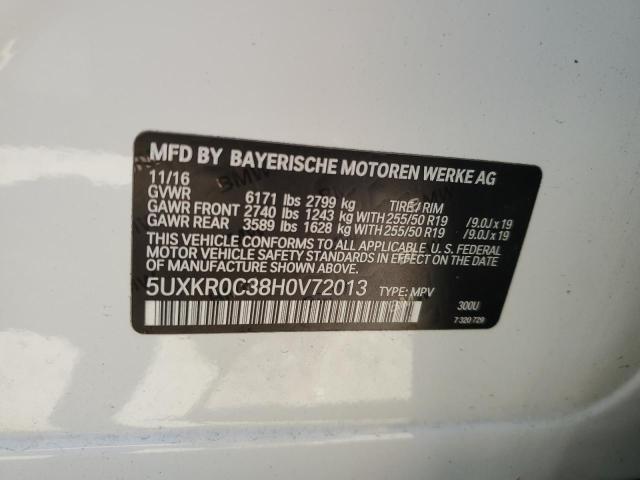 MFD BY BAYERISCHE MOTOREN WERKE AG
11/16
GVWR 6171 lbs 2799 kg TIRE/RIM
GAWR FRONT 2740 lbs 1243 kg WITH 255/50 R19 /9.0J x 19
GAWR REAR 3589 lbs 1628 kg WITH 255/50 R19 /9.0J x 19
THIS VEHICLE CONFORMS TO ALL APPLICABLE U.S. FEDERAL
MOTOR VEHICLE SAFETY STANDARDS IN EFFECT ON THE
DATE OF MANUFACTURE SHOWN ABOVE.
5UXKR0C38H0V72013 TYPE: MPV
300U
7 320 729